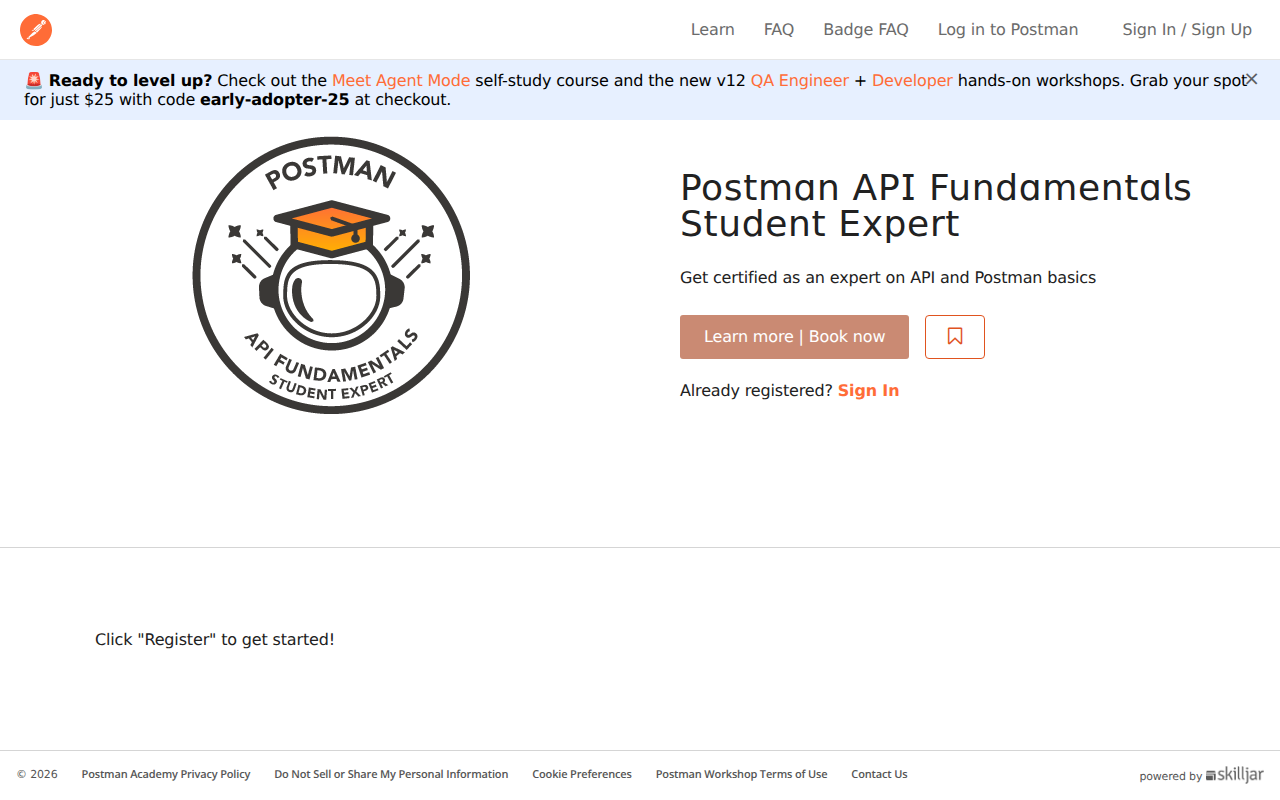 Learn FAQ Badge FAQ Log in to Postman Sign In / Sign Up
🚨 Ready to level up? Check out the Meet Agent Mode self-study course and the new v12 QA Engineer + Developer hands-on workshops. Grab your spot
for just $25 with code early-adopter-25 at checkout.
POSTMAN
API FUNDAMENTALS
STUDENT EXPERT
Postman API Fundamentals
Student Expert
Get certified as an expert on API and Postman basics
Learn more | Book now
Already registered? Sign In
Click "Register" to get started!
© 2026 Postman Academy Privacy Policy Do Not Sell or Share My Personal Information Cookie Preferences Postman Workshop Terms of Use Contact Us powered by skilljar